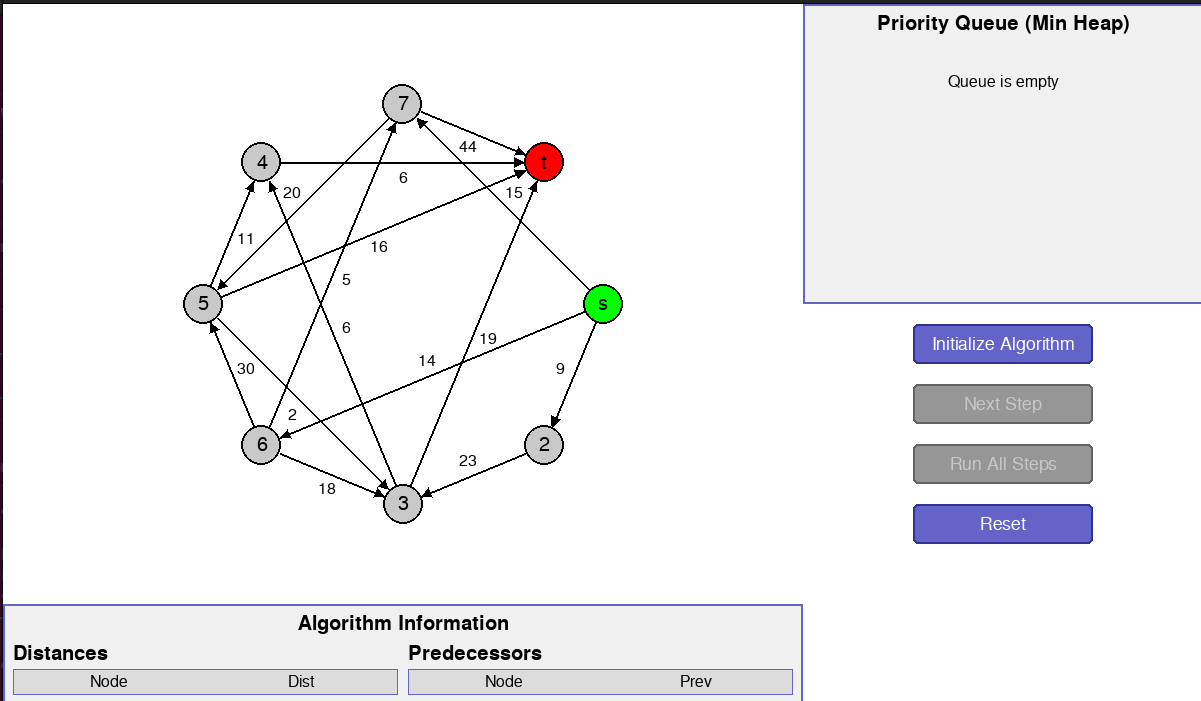 Priority Queue (Min Heap)
Queue is empty
7
44
t
4
6
20
15
11
16
5
5
s
6
19
14
9
30
2
6
2
23
18
3
Initialize Algorithm
Next Step
Run All Steps
Reset
Algorithm Information
Distances
Predecessors
Node Dist
Node Prev